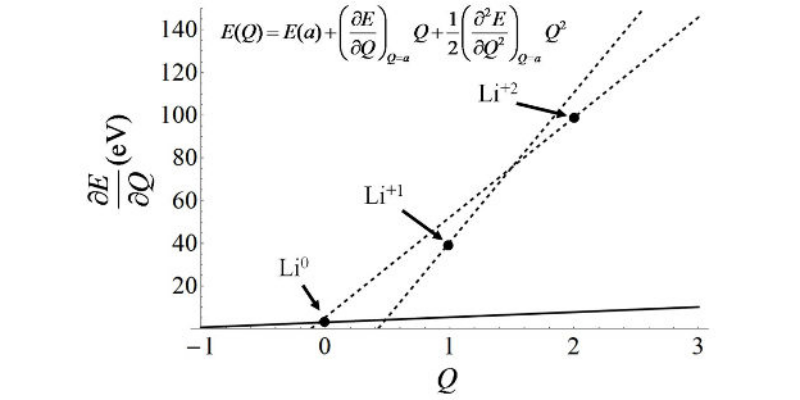 E(Q) = E(a) + (∂E/∂Q)_{Q=a} Q + 1/2 (∂²E/∂Q²)_{Q=a} Q²
140
120
100
80
60
40
20
∂E/∂Q (eV)
Li⁺²
Li⁺¹
Li⁰
−1 0 1 2 3
Q